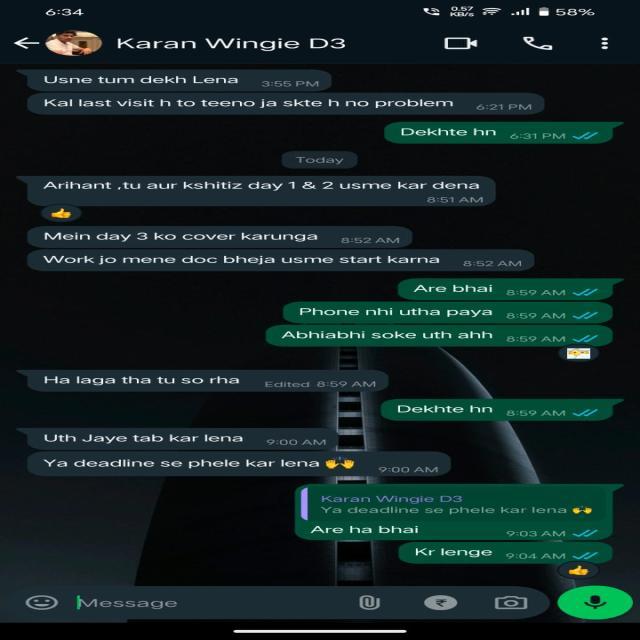 6:34
0.57
KB/s
58%
Karan Wingie D3
Usne tum dekh Lena 3:55 PM
Kal last visit h to teeno ja skte h no problem 6:21 PM
Dekhte hn 6:31 PM
Today
Arihant ,tu aur kshitiz day 1 & 2 usme kar dena
8:51 AM
Mein day 3 ko cover karunga 8:52 AM
Work jo mene doc bheja usme start karna 8:52 AM
Are bhai 8:59 AM
Phone nhi utha paya 8:59 AM
Abhiabhi soke uth ahh 8:59 AM
Ha laga tha tu so rha Edited 8:59 AM
Dekhte hn 8:59 AM
Uth Jaye tab kar lena 9:00 AM
Ya deadline se phele kar lena 🙌 9:00 AM
Karan Wingie D3
Ya deadline se phele kar lena 🙌
Are ha bhai 9:03 AM
Kr lenge 9:04 AM
Message